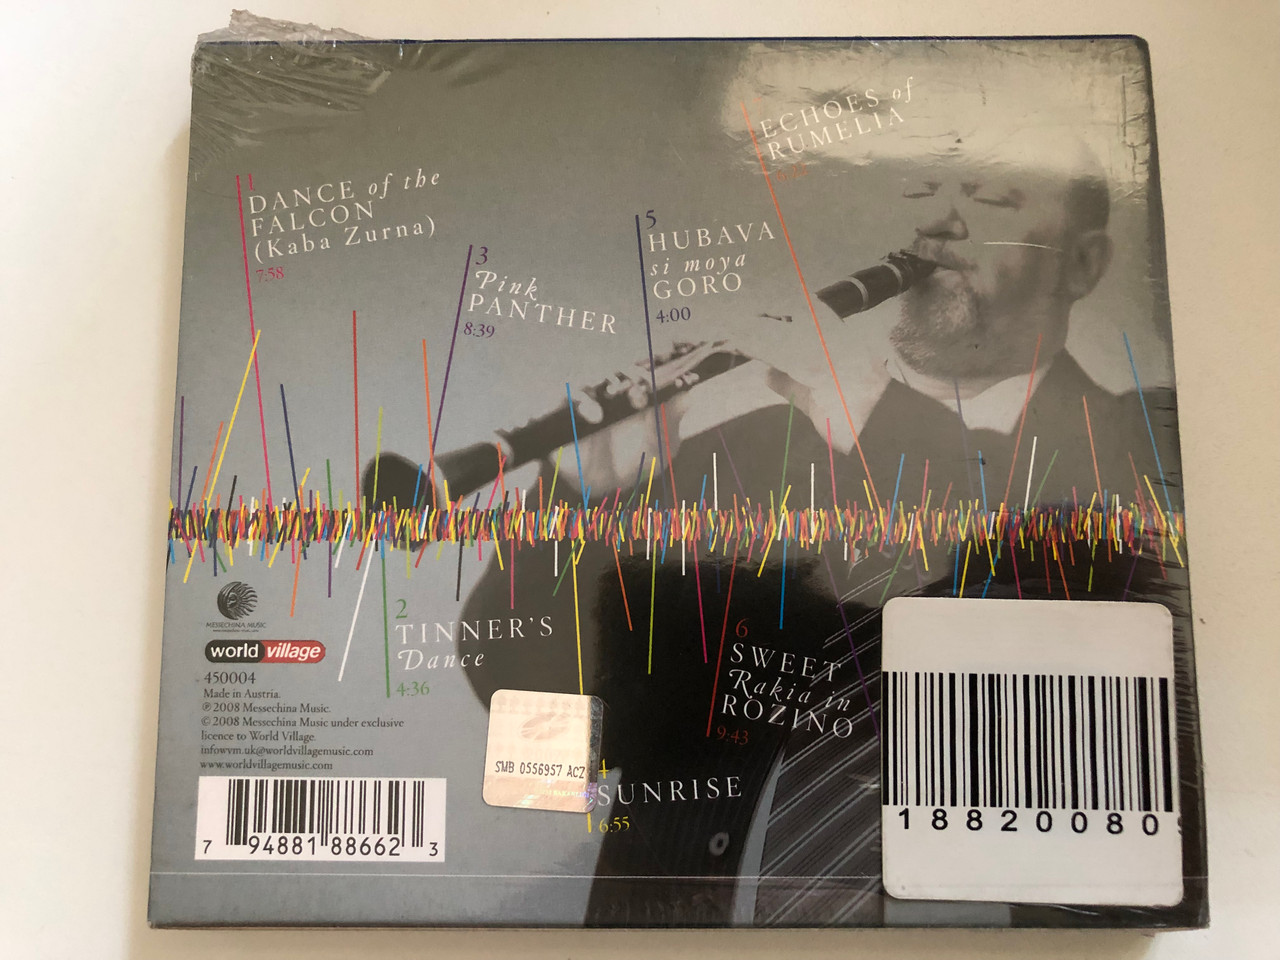 1
DANCE of the
FALCON
(Kaba Zurna)
7:58
3
Pink
PANTHER
8:39
5
HUBAVA
si moya
GORO
4:00
ECHOES of
RUMELIA
2
TINNER'S
Dance
4:36
6
SWEET
Rakia in
ROZINO
9:43
4
SUNRISE
6:55
MESSECHINA MUSIC
world village
450004
Made in Austria.
℗ 2008 Messechina Music.
© 2008 Messechina Music under exclusive
licence to World Village.
infowvm.uk@worldvillagemusic.com
www.worldvillagemusic.com
7 94881 88662 3
SWB 0556957 ACZ
18820080